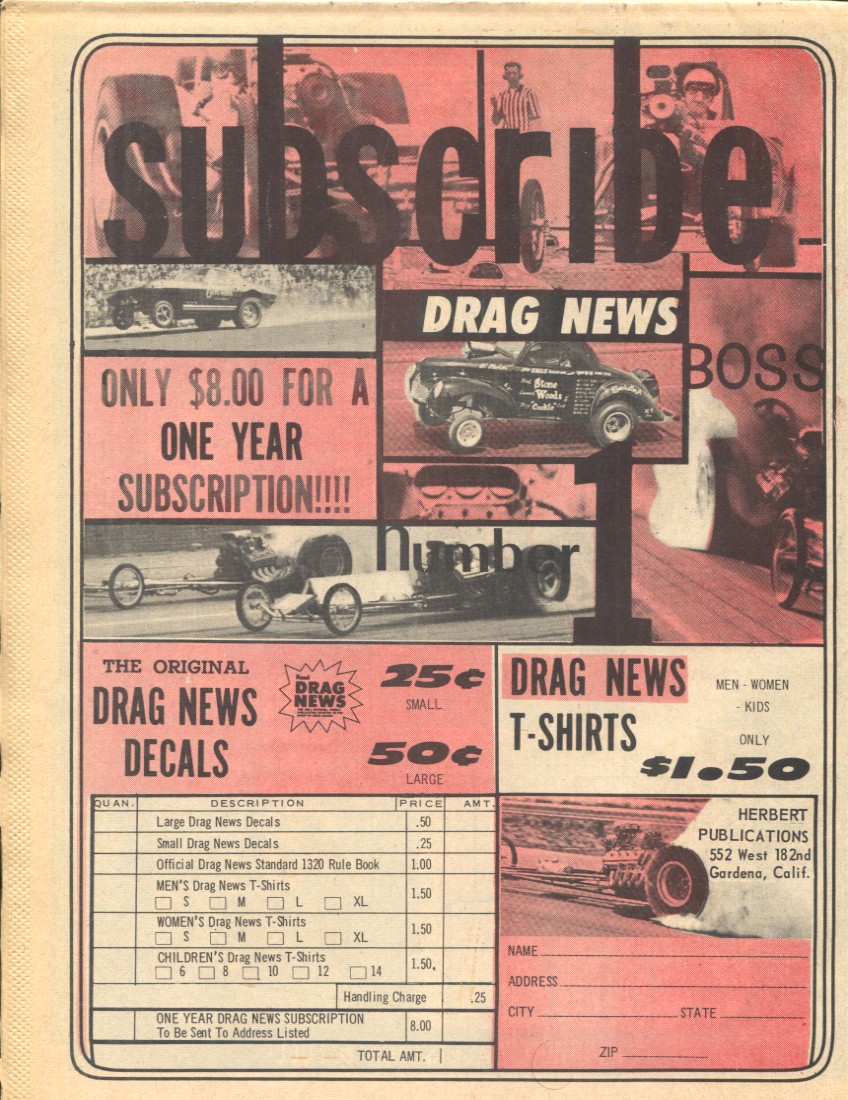 subscribe
DRAG NEWS
BOSS
Stone
Woods
Cook
ONLY $8.00 FOR A
ONE YEAR
SUBSCRIPTION!!!!
number 1
THE ORIGINAL
DRAG NEWS
DECALS
Read
DRAG
NEWS
25¢
SMALL
50¢
LARGE
DRAG NEWS
T-SHIRTS
MEN - WOMEN
- KIDS
ONLY
$1.50
QUAN. DESCRIPTION PRICE AMT.
Large Drag News Decals .50
Small Drag News Decals .25
Official Drag News Standard 1320 Rule Book 1.00
MEN'S Drag News T-Shirts 1.50
S M L XL
WOMEN'S Drag News T-Shirts 1.50
S M L XL
CHILDREN'S Drag News T-Shirts 1.50
6 8 10 12 14
Handling Charge .25
ONE YEAR DRAG NEWS SUBSCRIPTION 8.00
To Be Sent To Address Listed
TOTAL AMT.
HERBERT
PUBLICATIONS
552 West 182nd
Gardena, Calif.
NAME
ADDRESS
CITY STATE
ZIP